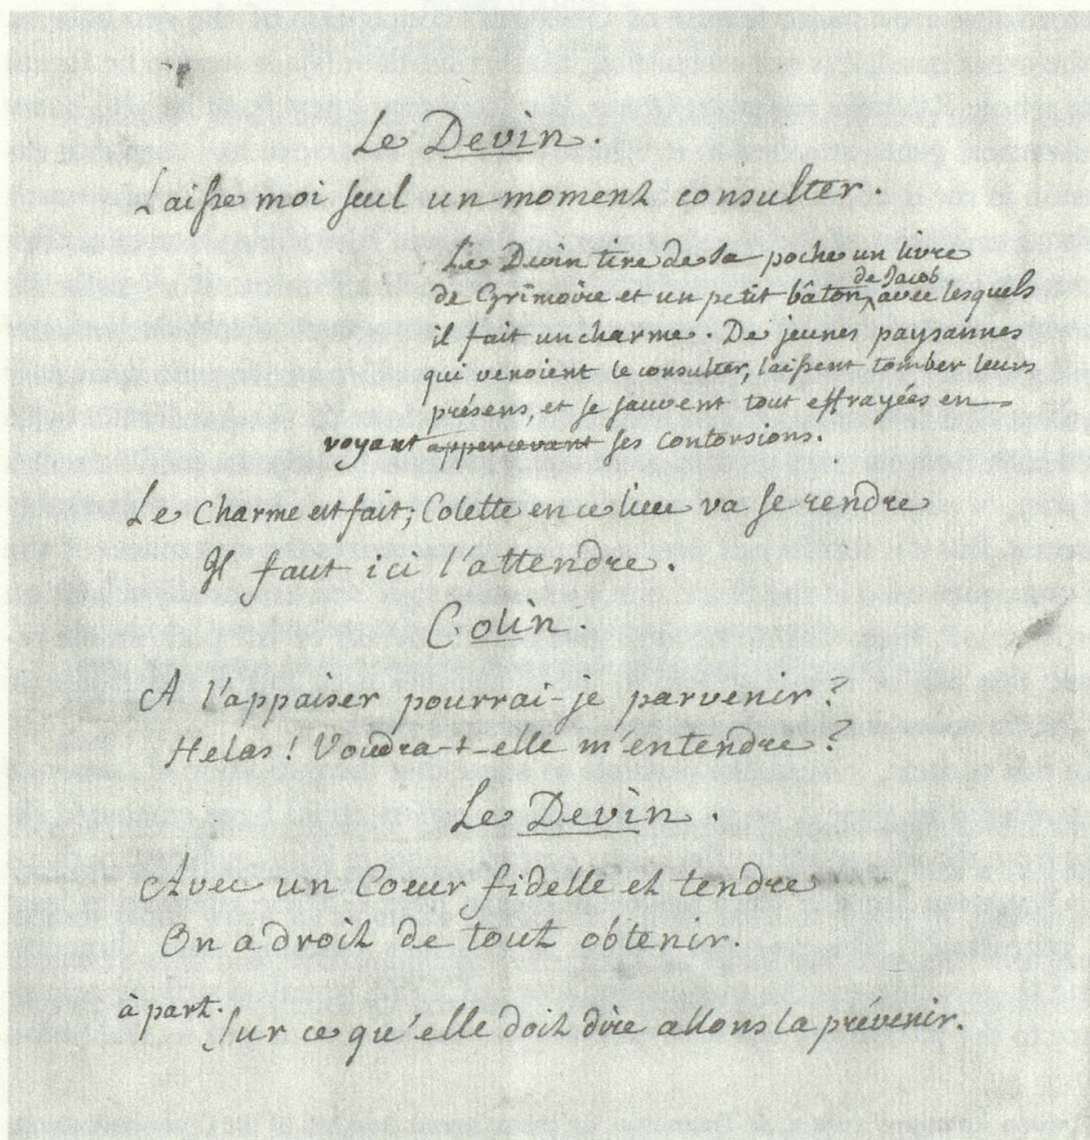 Le Devin.
Laisse moi seul un moment consulter.
Le Devin tire de sa poche un livre
de Jacob
de Grimoire et un petit bâton avec lesquels
il fait un charme. De jeunes paysannes
qui venoient le consulter, laissent tomber leurs
présens, et se sauvent tout effrayées en
voyant appercevant ses contorsions.
Le Charme est fait; Colette en ce lieu va se rendre
Il faut ici l'attendre.
Colin.
A l'appaiser pourrai-je parvenir?
Helas! Voudra-t-elle m'entendre?
Le Devin.
Avec un Coeur fidelle et tendre
On a droit de tout obtenir.
à part. Sur ce qu'elle doit dire allons la prévenir.